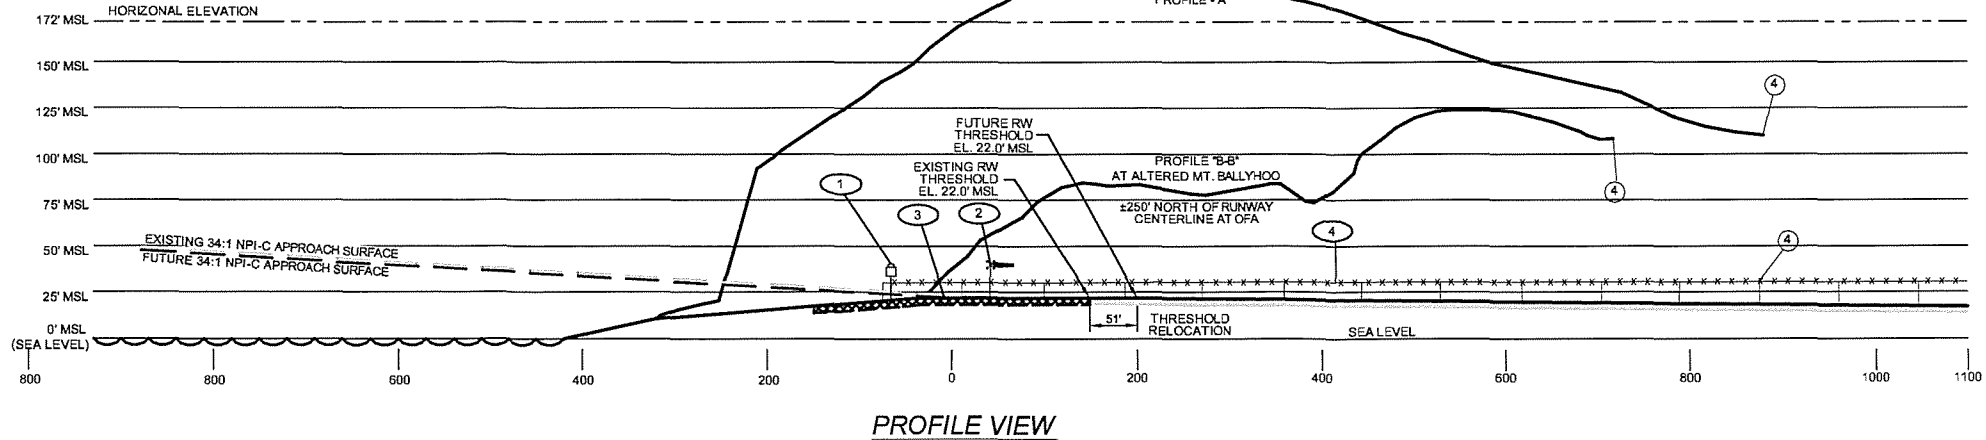 HORIZONAL ELEVATION
PROFILE - A
172' MSL
150' MSL
125' MSL
100' MSL
75' MSL
50' MSL
25' MSL
0' MSL
(SEA LEVEL)
EXISTING 34:1 NPI-C APPROACH SURFACE
FUTURE 34:1 NPI-C APPROACH SURFACE
1
3
2
FUTURE RW
THRESHOLD
EL. 22.0' MSL
EXISTING RW
THRESHOLD
EL. 22.0' MSL
PROFILE "B-B"
AT ALTERED MT. BALLYHOO
±250' NORTH OF RUNWAY
CENTERLINE AT OFA
4
4
4
4
51'
THRESHOLD
RELOCATION
SEA LEVEL
800
800
600
400
200
0
200
400
600
800
1000
1100
PROFILE VIEW